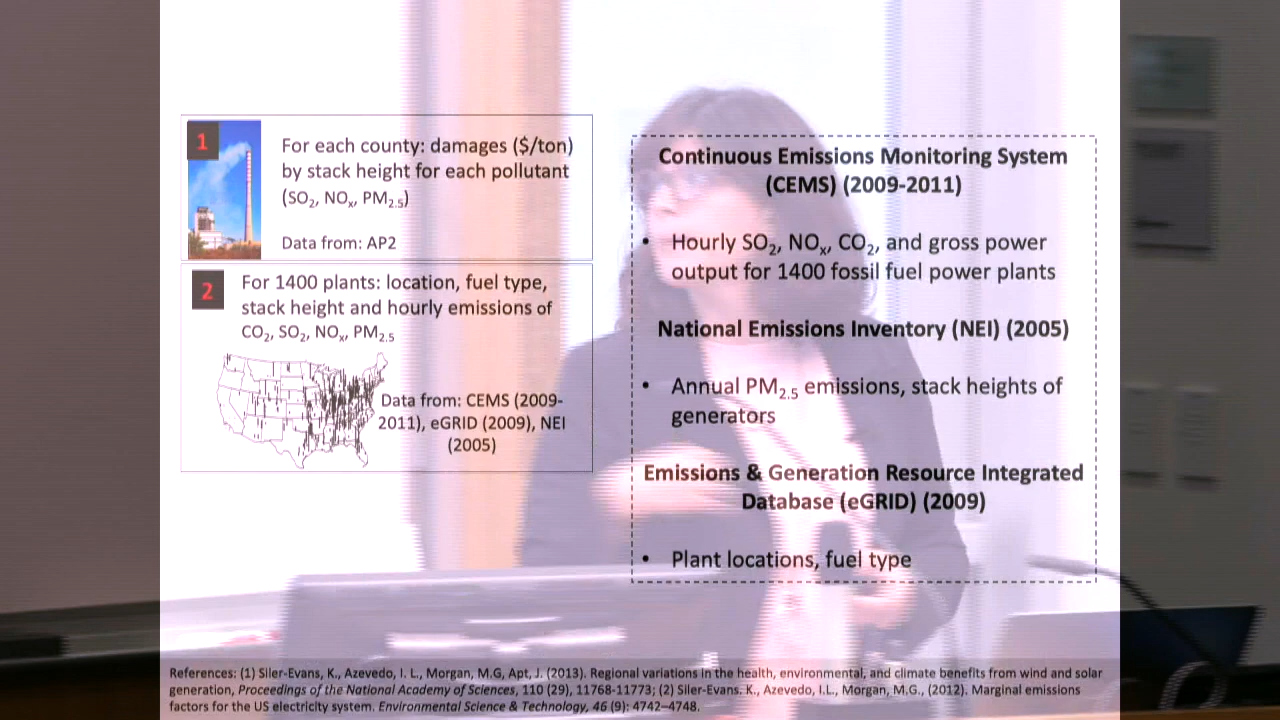 1
For each county: damages ($/ton)
by stack height for each pollutant
(SO₂, NOₓ, PM₂.₅)
Data from: AP2
2
For 1400 plants: location, fuel type,
stack height and hourly emissions of
CO₂, SO₂, NOₓ, PM₂.₅
Data from: CEMS (2009-
2011), eGRID (2009), NEI
(2005)
Continuous Emissions Monitoring System
(CEMS) (2009-2011)
• Hourly SO₂, NOₓ, CO₂, and gross power
output for 1400 fossil fuel power plants
National Emissions Inventory (NEI) (2005)
• Annual PM₂.₅ emissions, stack heights of
generators
Emissions & Generation Resource Integrated
Database (eGRID) (2009)
• Plant locations, fuel type
References: (1) Siler-Evans, K., Azevedo, I. L., Morgan, M.G, Apt, J. (2013). Regional variations in the health, environmental, and climate benefits from wind and solar
generation, Proceedings of the National Academy of Sciences, 110 (29), 11768-11773; (2) Siler-Evans. K., Azevedo, I.L., Morgan, M.G., (2012). Marginal emissions
factors for the US electricity system. Environmental Science & Technology, 46 (9): 4742–4748.